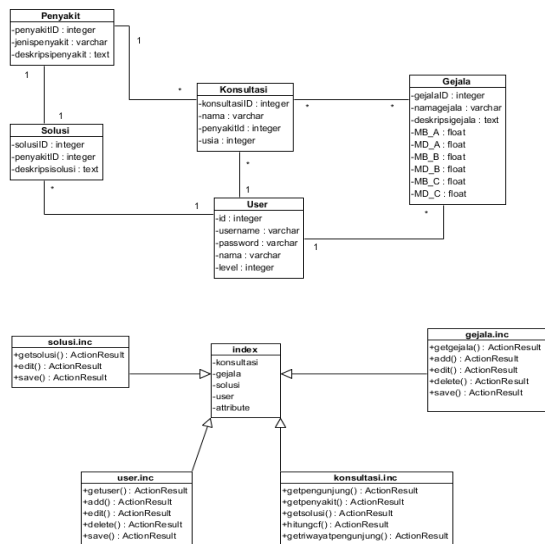 Penyakit
-penyakitID : integer
-jenispenyakit : varchar
-deskripsipenyakit : text
1
*
1
1
Solusi
-solusiID : integer
-penyakitID : integer
-deskripsisolusi : text
*
1
Konsultasi
-konsultasiID : integer
-nama : varchar
-penyakitId : integer
-usia : integer
*
*
*
1
Gejala
-gejalaID : integer
-namagejala : varchar
-deskripsigejala : text
-MB_A : float
-MD_A : float
-MB_B : float
-MD_B : float
-MB_C : float
-MD_C : float
*
1
User
-id : integer
-username : varchar
-password : varchar
-nama : varchar
-level : integer
solusi.inc
+getsolusi() : ActionResult
+edit() : ActionResult
+save() : ActionResult
index
-konsultasi
-gejala
-solusi
-user
-attribute
gejala.inc
+getgejala() : ActionResult
+add() : ActionResult
+edit() : ActionResult
+delete() : ActionResult
+save() : ActionResult
user.inc
+getuser() : ActionResult
+add() : ActionResult
+edit() : ActionResult
+delete() : ActionResult
+save() : ActionResult
konsultasi.inc
+getpengunjung() : ActionResult
+getpenyakit() : ActionResult
+getsolusi() : ActionResult
+hitungcf() : ActionResult
+getriwayatpengunjung() : ActionResult